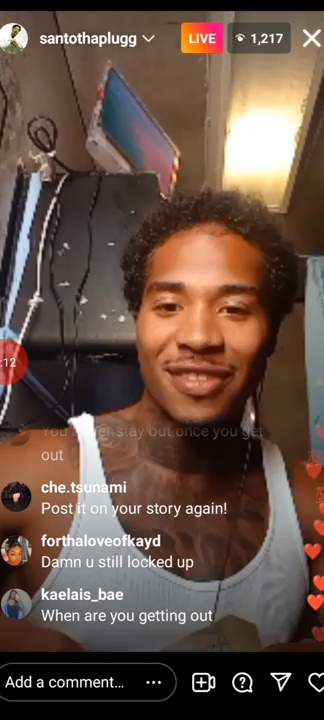 santothaplugg
LIVE
1,217
:12
You never stay out once you get
out
che.tsunami
Post it on your story again!
forthaloveofkayd
Damn u still locked up
kaelais_bae
When are you getting out
Add a comment...